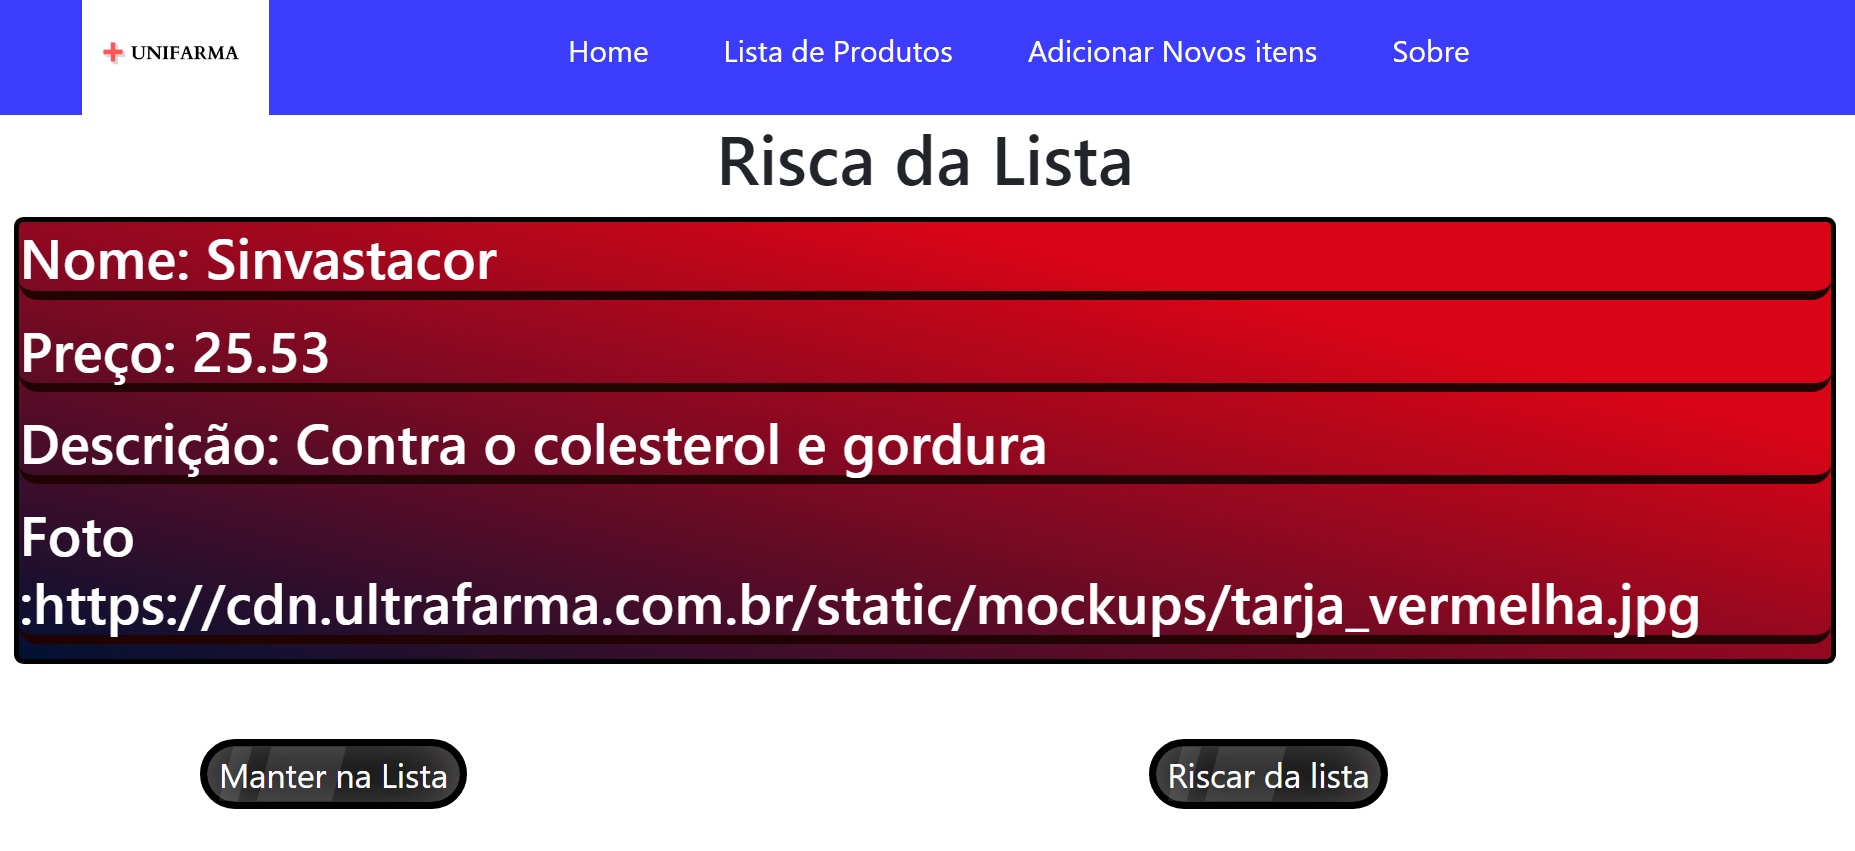 UNIFARMA
Home Lista de Produtos Adicionar Novos itens Sobre
Risca da Lista
Nome: Sinvastacor
Preço: 25.53
Descrição: Contra o colesterol e gordura
Foto
:https://cdn.ultrafarma.com.br/static/mockups/tarja_vermelha.jpg
Manter na Lista Riscar da lista